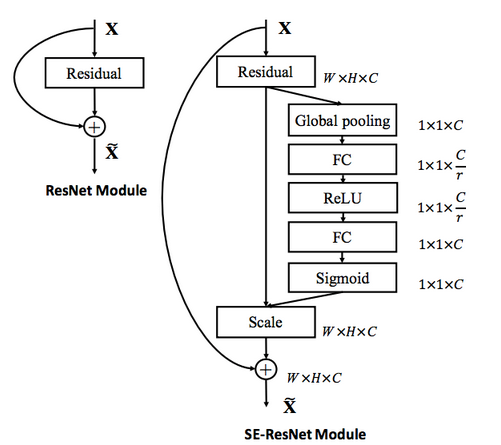 X
Residual
+
X̃
ResNet Module
X
Residual
W×H×C
Global pooling
1×1×C
FC
1×1×C/r
ReLU
1×1×C/r
FC
1×1×C
Sigmoid
1×1×C
Scale
W×H×C
+
W×H×C
X̃
SE-ResNet Module